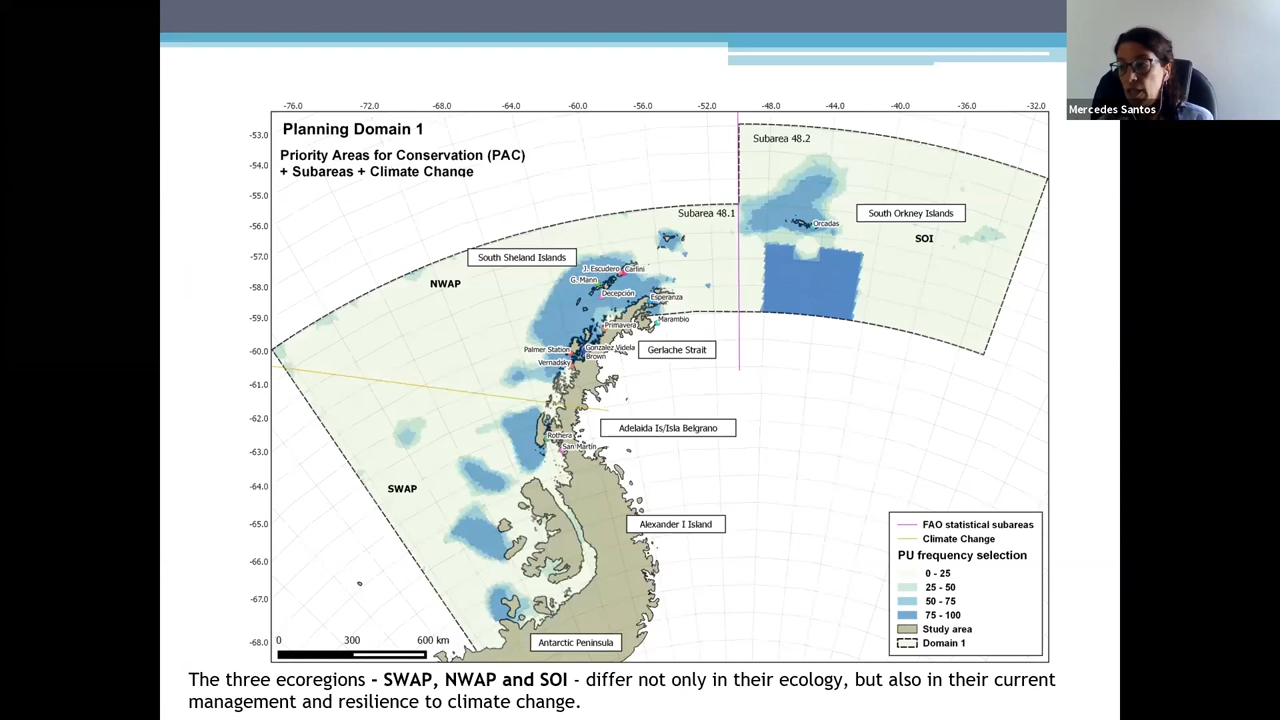 Mercedes Santos
-76.0 -72.0 -68.0 -64.0 -60.0 -56.0 -52.0 -48.0 -44.0 -40.0 -36.0 -32.0
Planning Domain 1
Priority Areas for Conservation (PAC)
+ Subareas + Climate Change
-53.0
-54.0
-55.0
-56.0
-57.0
-58.0
-59.0
-60.0
-61.0
-62.0
-63.0
-64.0
-65.0
-66.0
-67.0
-68.0
Subarea 48.2
Subarea 48.1
South Orkney Islands
Orcadas
SOI
South Sheland Islands
NWAP
J. Escudero
Carlini
G. Mann
Decepción
Esperanza
Marambio
Primavera
Palmer Station
Gonzalez Videla
Brown
Vernadsky
Gerlache Strait
Adelaida Is/Isla Belgrano
Rothera
San Martín
SWAP
Alexander I Island
Antarctic Peninsula
FAO statistical subareas
Climate Change
PU frequency selection
0 - 25
25 - 50
50 - 75
75 - 100
Study area
Domain 1
0 300 600 km
The three ecoregions - SWAP, NWAP and SOI - differ not only in their ecology, but also in their current
management and resilience to climate change.